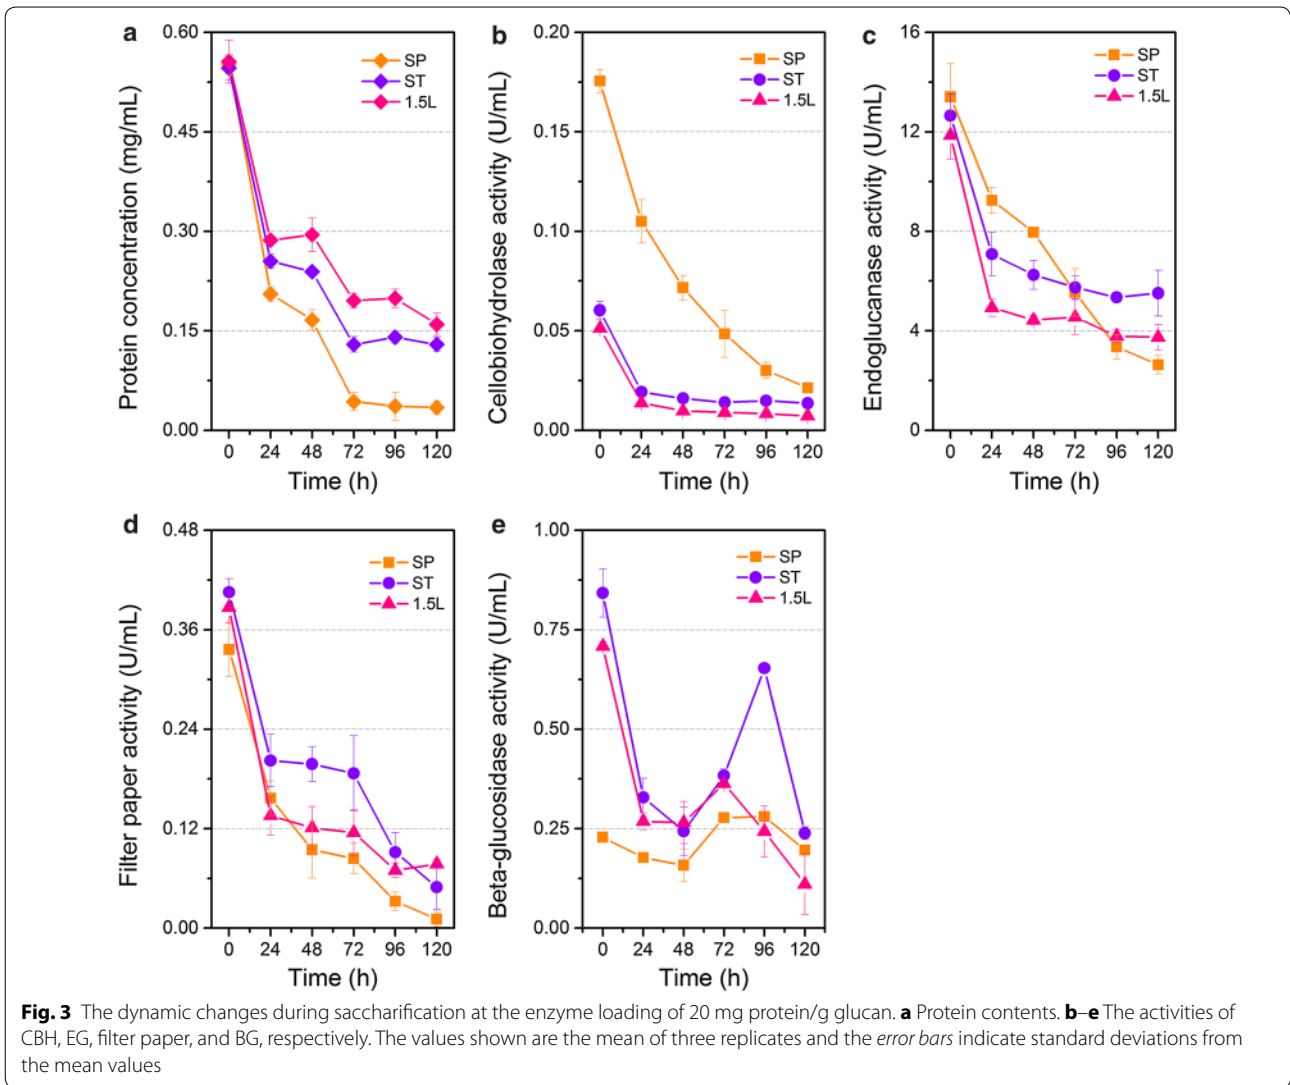 a
0.60
0.45
0.30
0.15
0.00
Protein concentration (mg/mL)
SP
ST
1.5L
0 24 48 72 96 120
Time (h)
b
0.20
0.15
0.10
0.05
0.00
Cellobiohydrolase activity (U/mL)
SP
ST
1.5L
0 24 48 72 96 120
Time (h)
c
16
12
8
4
0
Endoglucanase activity (U/mL)
SP
ST
1.5L
0 24 48 72 96 120
Time (h)
d
0.48
0.36
0.24
0.12
0.00
Filter paper activity (U/mL)
SP
ST
1.5L
0 24 48 72 96 120
Time (h)
e
1.00
0.75
0.50
0.25
0.00
Beta-glucosidase activity (U/mL)
SP
ST
1.5L
0 24 48 72 96 120
Time (h)
Fig. 3 The dynamic changes during saccharification at the enzyme loading of 20 mg protein/g glucan. a Protein contents. b–e The activities of
CBH, EG, filter paper, and BG, respectively. The values shown are the mean of three replicates and the error bars indicate standard deviations from
the mean values